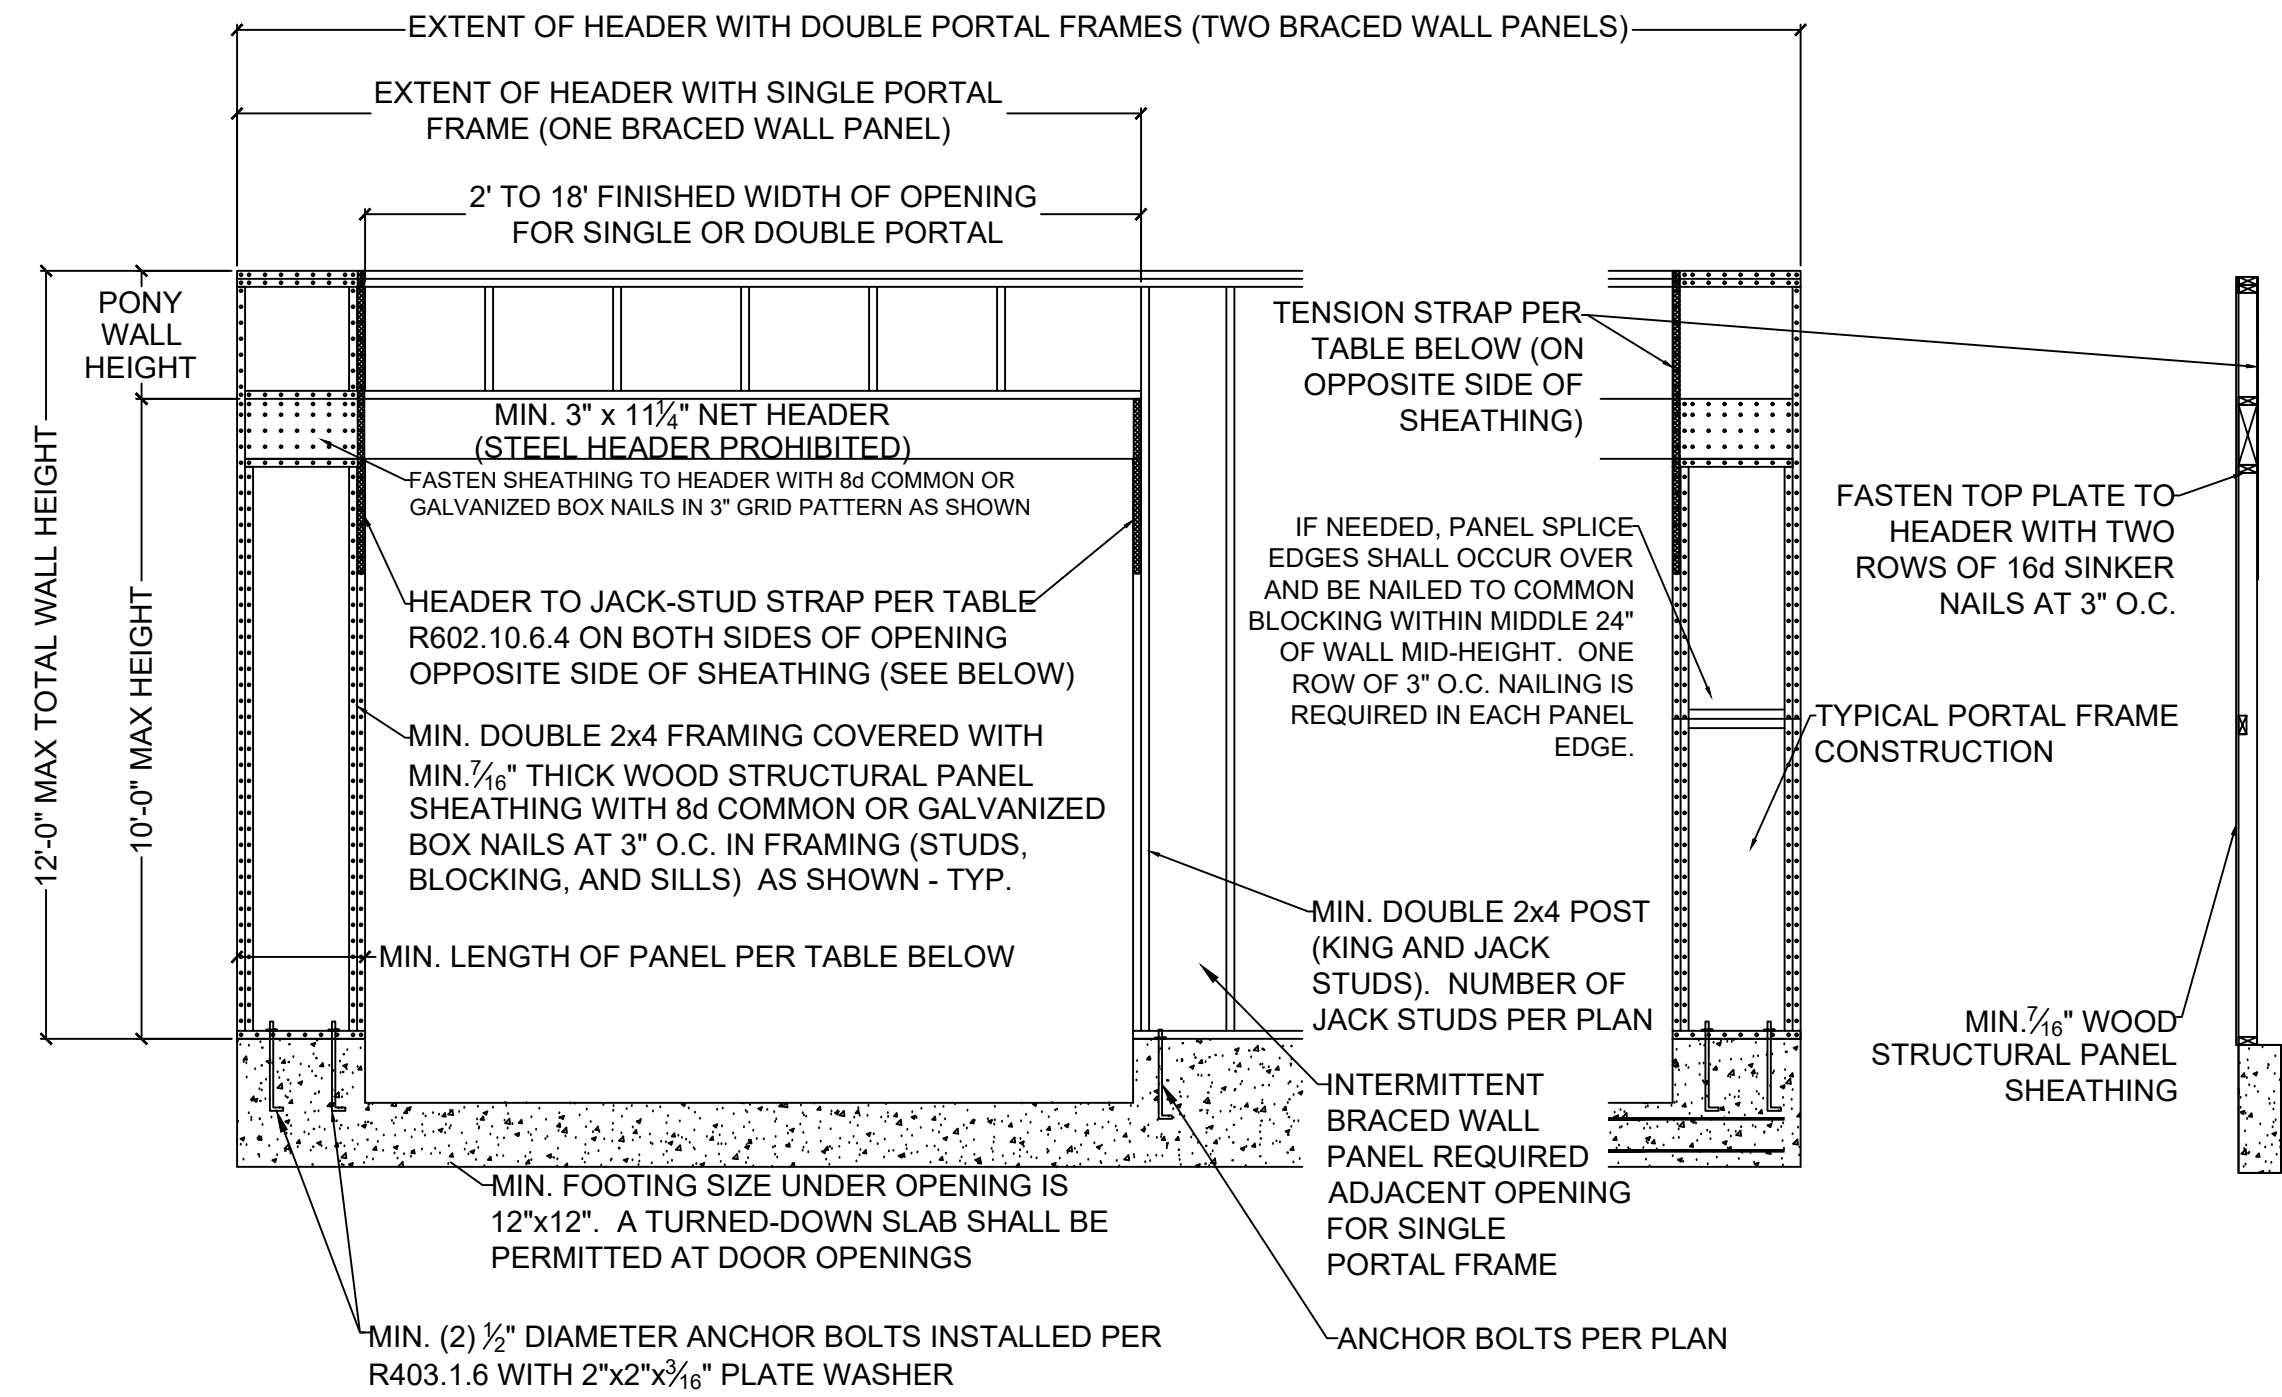 EXTENT OF HEADER WITH DOUBLE PORTAL FRAMES (TWO BRACED WALL PANELS)
EXTENT OF HEADER WITH SINGLE PORTAL
FRAME (ONE BRACED WALL PANEL)
2' TO 18' FINISHED WIDTH OF OPENING
FOR SINGLE OR DOUBLE PORTAL
12'-0" MAX TOTAL WALL HEIGHT
PONY
WALL
HEIGHT
10'-0" MAX HEIGHT
MIN. 3" x 11¼" NET HEADER
(STEEL HEADER PROHIBITED)
FASTEN SHEATHING TO HEADER WITH 8d COMMON OR
GALVANIZED BOX NAILS IN 3" GRID PATTERN AS SHOWN
HEADER TO JACK-STUD STRAP PER TABLE
R602.10.6.4 ON BOTH SIDES OF OPENING
OPPOSITE SIDE OF SHEATHING (SEE BELOW)
MIN. DOUBLE 2x4 FRAMING COVERED WITH
MIN.⁷⁄₁₆" THICK WOOD STRUCTURAL PANEL
SHEATHING WITH 8d COMMON OR GALVANIZED
BOX NAILS AT 3" O.C. IN FRAMING (STUDS,
BLOCKING, AND SILLS) AS SHOWN - TYP.
MIN. LENGTH OF PANEL PER TABLE BELOW
MIN. FOOTING SIZE UNDER OPENING IS
12"x12". A TURNED-DOWN SLAB SHALL BE
PERMITTED AT DOOR OPENINGS
MIN. (2) ½" DIAMETER ANCHOR BOLTS INSTALLED PER
R403.1.6 WITH 2"x2"x³⁄₁₆" PLATE WASHER
TENSION STRAP PER
TABLE BELOW (ON
OPPOSITE SIDE OF
SHEATHING)
IF NEEDED, PANEL SPLICE
EDGES SHALL OCCUR OVER
AND BE NAILED TO COMMON
BLOCKING WITHIN MIDDLE 24"
OF WALL MID-HEIGHT. ONE
ROW OF 3" O.C. NAILING IS
REQUIRED IN EACH PANEL
EDGE.
MIN. DOUBLE 2x4 POST
(KING AND JACK
STUDS). NUMBER OF
JACK STUDS PER PLAN
INTERMITTENT
BRACED WALL
PANEL REQUIRED
ADJACENT OPENING
FOR SINGLE
PORTAL FRAME
ANCHOR BOLTS PER PLAN
FASTEN TOP PLATE TO
HEADER WITH TWO
ROWS OF 16d SINKER
NAILS AT 3" O.C.
TYPICAL PORTAL FRAME
CONSTRUCTION
MIN.⁷⁄₁₆" WOOD
STRUCTURAL PANEL
SHEATHING